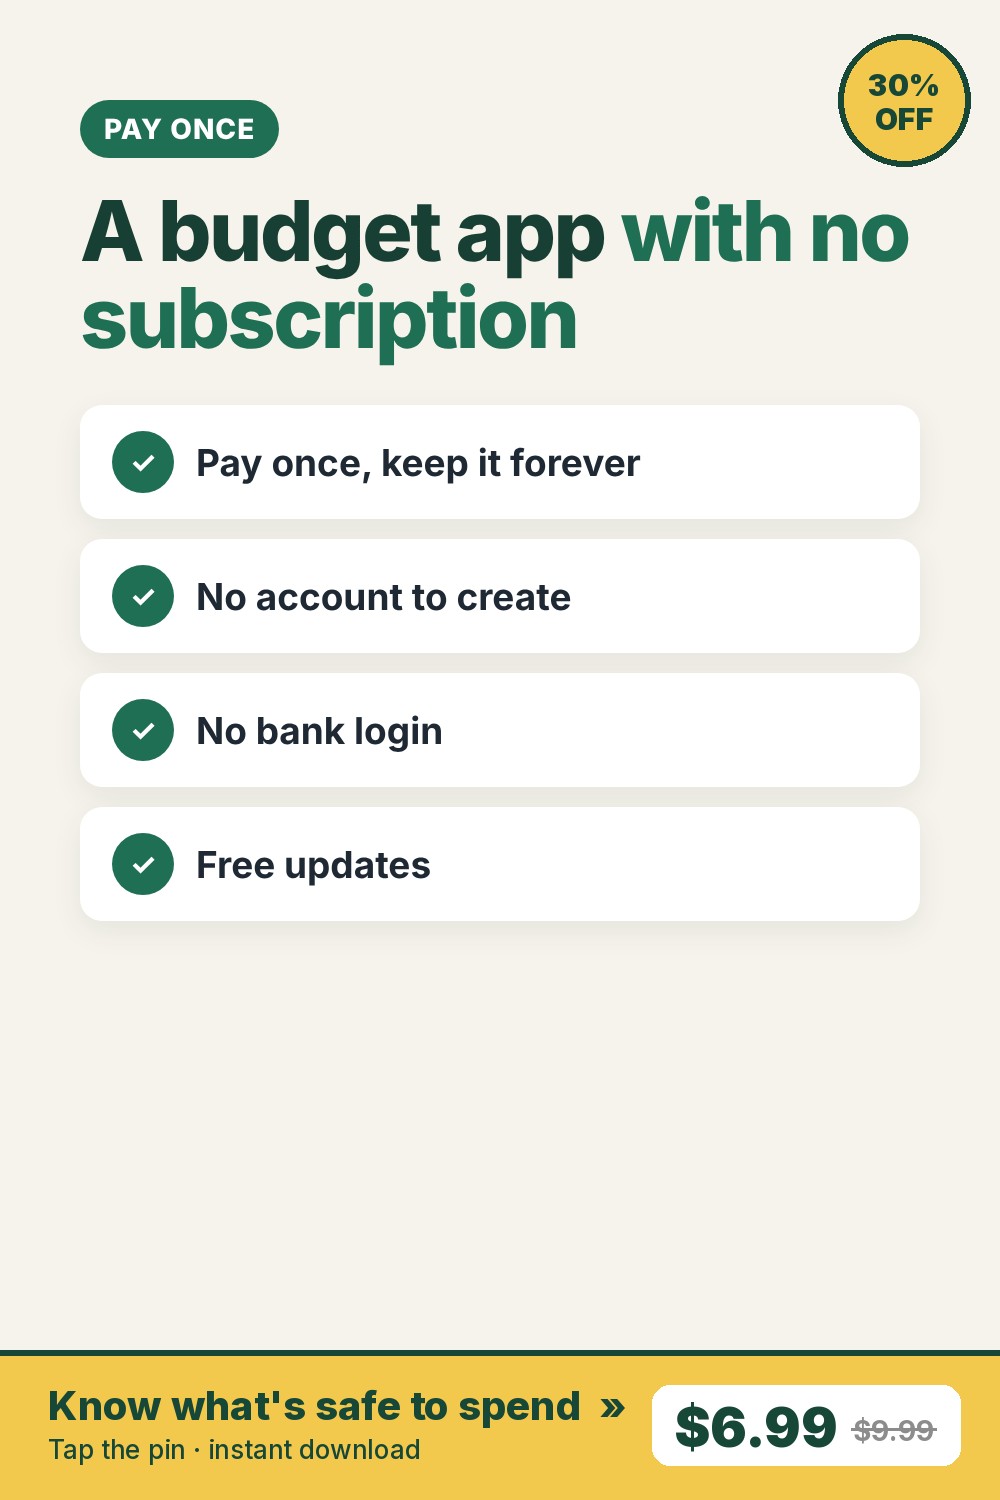 30%
OFF
PAY ONCE
A budget app with no
subscription
Pay once, keep it forever
No account to create
No bank login
Free updates
Know what's safe to spend »
Tap the pin · instant download
$6.99 $9.99